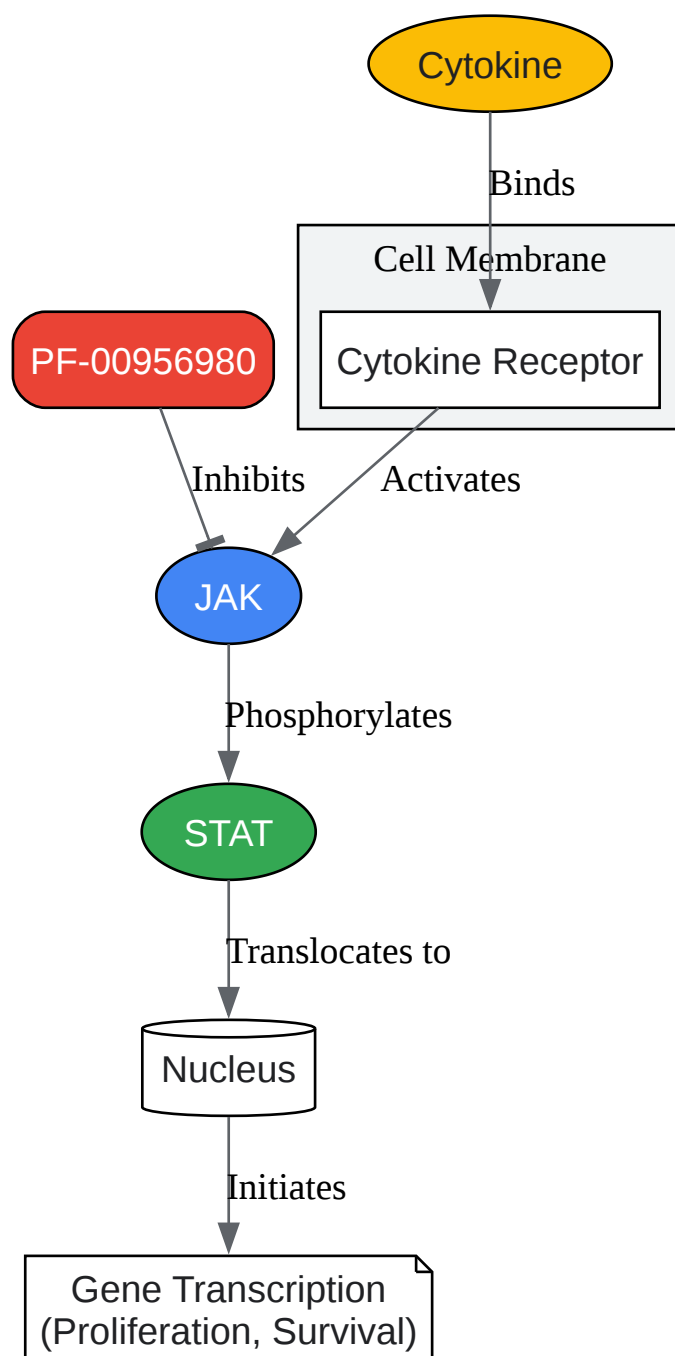 Cytokine
Binds
Cell Membrane
PF-00956980
Cytokine Receptor
Inhibits
Activates
JAK
Phosphorylates
STAT
Translocates to
Nucleus
Initiates
Gene Transcription
(Proliferation, Survival)